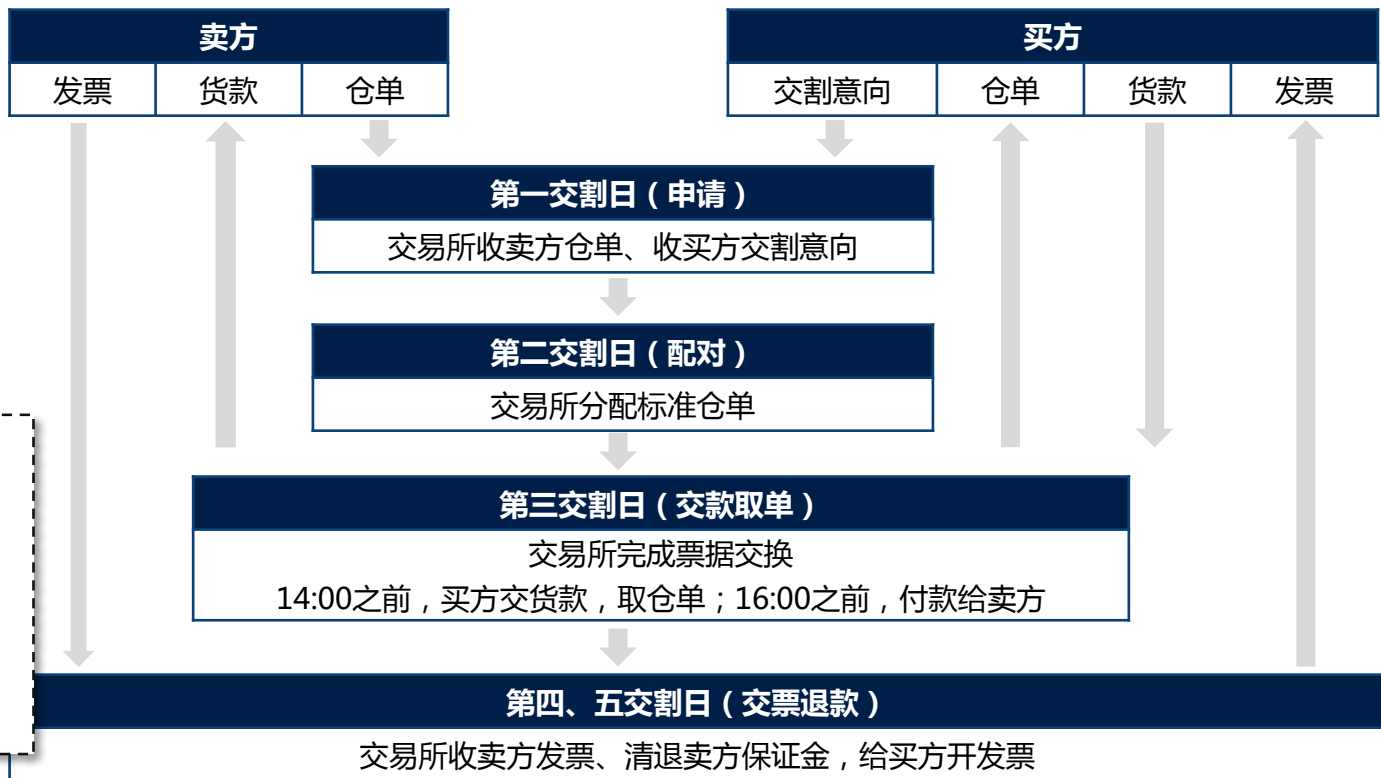 卖方
发票 货款 仓单
买方
交割意向 仓单 货款 发票
第一交割日（申请）
交易所收卖方仓单、收买方交割意向
第二交割日（配对）
交易所分配标准仓单
第三交割日（交款取单）
交易所完成票据交换
14:00之前，买方交货款，取仓单；16:00之前，付款给卖方
第四、五交割日（交票退款）
交易所收卖方发票、清退卖方保证金，给买方开发票